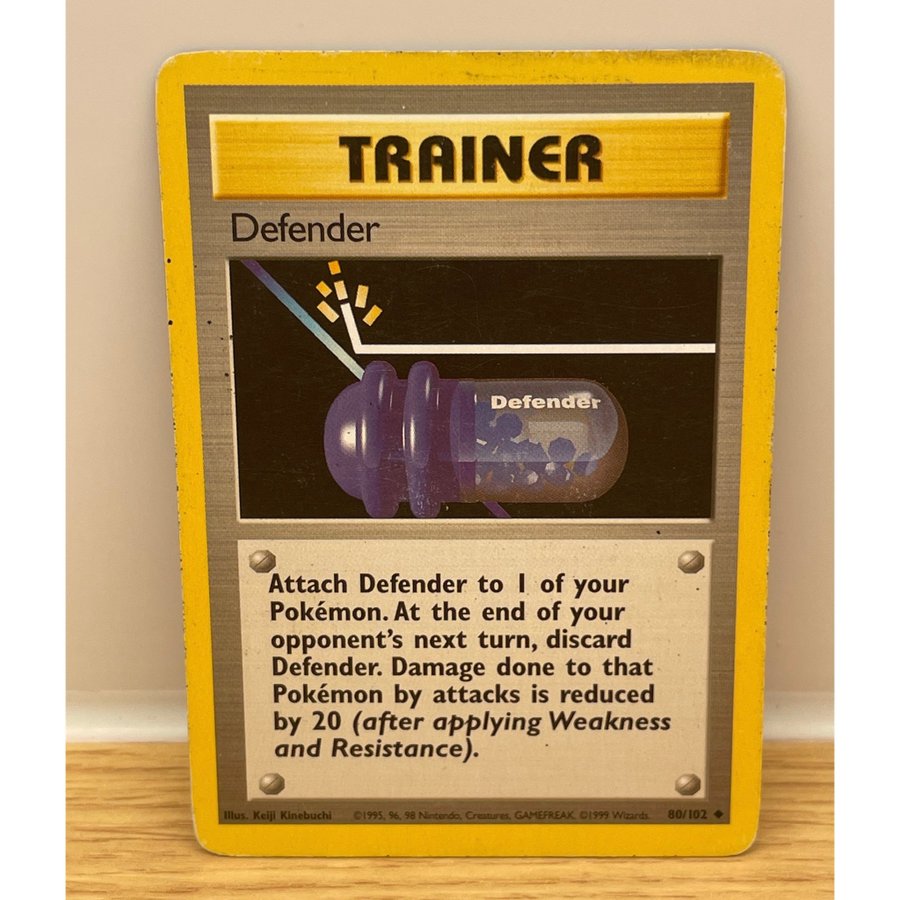 TRAINER
Defender
Defender
Attach Defender to 1 of your
Pokémon. At the end of your
opponent's next turn, discard
Defender. Damage done to that
Pokémon by attacks is reduced
by 20 (after applying Weakness
and Resistance).
Illus. Keiji Kinebuchi ©1995, 96, 98 Nintendo, Creatures, GAMEFREAK. ©1999 Wizards. 80/102 ◆